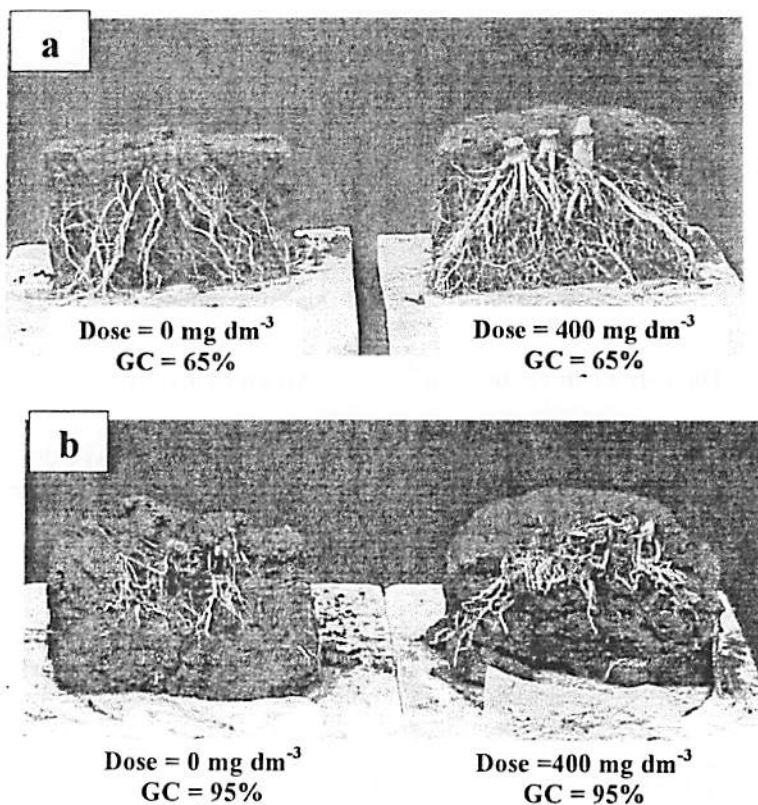 a
Dose = 0 mg dm⁻³
GC = 65%
Dose = 400 mg dm⁻³
GC = 65%
b
Dose = 0 mg dm⁻³
GC = 95%
Dose =400 mg dm⁻³
GC = 95%